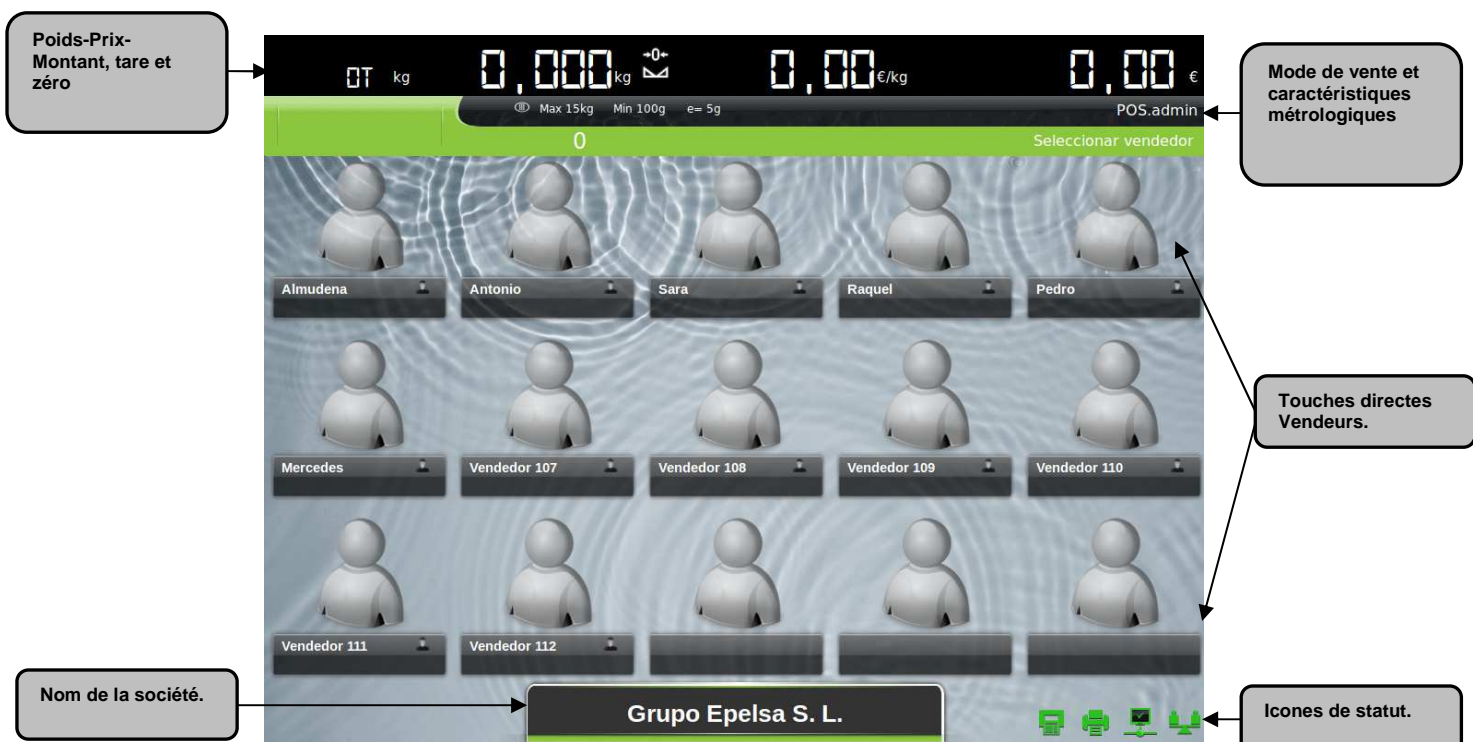 Poids-Prix-
Montant, tare et
zéro
0T kg 0,000 kg →0← 0,00 €/kg 0,00 €
Max 15kg Min 100g e= 5g
POS.admin
0 Seleccionar vendedor
Mode de vente et
caractéristiques
métrologiques
Almudena Antonio Sara Raquel Pedro
Touches directes
Vendeurs.
Mercedes Vendedor 107 Vendedor 108 Vendedor 109 Vendedor 110
Vendedor 111 Vendedor 112
Nom de la société.
Grupo Epelsa S. L.
Icones de statut.